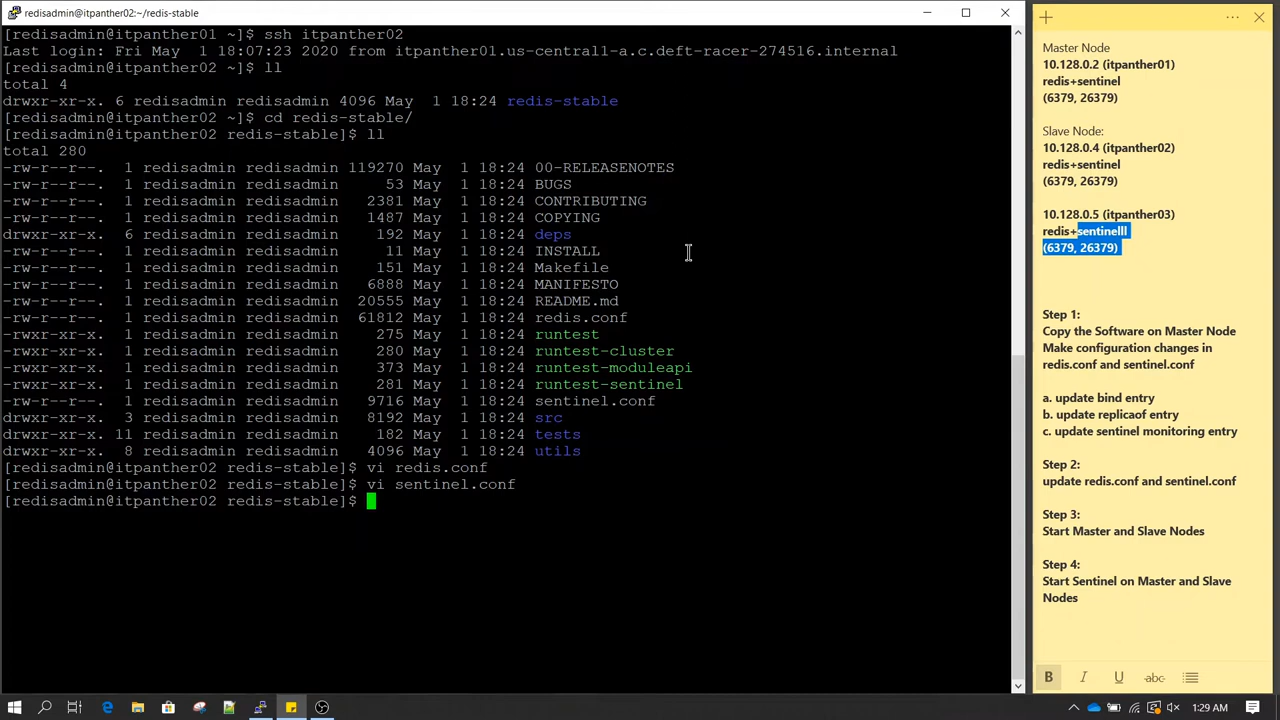 redisadmin@itpanther02:~/redis-stable
[redisadmin@itpanther01 ~]$ ssh itpanther02
Last login: Fri May  1 18:07:23 2020 from itpanther01.us-central1-a.c.deft-racer-274516.internal
[redisadmin@itpanther02 ~]$ ll
total 4
drwxr-xr-x. 6 redisadmin redisadmin 4096 May  1 18:24 redis-stable
[redisadmin@itpanther02 ~]$ cd redis-stable/
[redisadmin@itpanther02 redis-stable]$ ll
total 280
-rw-r--r--.  1 redisadmin redisadmin 119270 May  1 18:24 00-RELEASENOTES
-rw-r--r--.  1 redisadmin redisadmin     53 May  1 18:24 BUGS
-rw-r--r--.  1 redisadmin redisadmin   2381 May  1 18:24 CONTRIBUTING
-rw-r--r--.  1 redisadmin redisadmin   1487 May  1 18:24 COPYING
drwxr-xr-x.  6 redisadmin redisadmin    192 May  1 18:24 deps
-rw-r--r--.  1 redisadmin redisadmin     11 May  1 18:24 INSTALL
-rw-r--r--.  1 redisadmin redisadmin    151 May  1 18:24 Makefile
-rw-r--r--.  1 redisadmin redisadmin   6888 May  1 18:24 MANIFESTO
-rw-r--r--.  1 redisadmin redisadmin  20555 May  1 18:24 README.md
-rw-r--r--.  1 redisadmin redisadmin  61812 May  1 18:24 redis.conf
-rwxr-xr-x.  1 redisadmin redisadmin    275 May  1 18:24 runtest
-rwxr-xr-x.  1 redisadmin redisadmin    280 May  1 18:24 runtest-cluster
-rwxr-xr-x.  1 redisadmin redisadmin    373 May  1 18:24 runtest-moduleapi
-rwxr-xr-x.  1 redisadmin redisadmin    281 May  1 18:24 runtest-sentinel
-rw-r--r--.  1 redisadmin redisadmin   9716 May  1 18:24 sentinel.conf
drwxr-xr-x.  3 redisadmin redisadmin   8192 May  1 18:24 src
drwxr-xr-x. 11 redisadmin redisadmin    182 May  1 18:24 tests
drwxr-xr-x.  8 redisadmin redisadmin   4096 May  1 18:24 utils
[redisadmin@itpanther02 redis-stable]$ vi redis.conf
[redisadmin@itpanther02 redis-stable]$ vi sentinel.conf
[redisadmin@itpanther02 redis-stable]$
Master Node
10.128.0.2 (itpanther01)
redis+sentinel
(6379, 26379)
Slave Node:
10.128.0.4 (itpanther02)
redis+sentinel
(6379, 26379)
10.128.0.5 (itpanther03)
redis+sentinelll
(6379, 26379)
Step 1:
Copy the Software on Master Node
Make configuration changes in
redis.conf and sentinel.conf
a. update bind entry
b. update replicaof entry
c. update sentinel monitoring entry
Step 2:
update redis.conf and sentinel.conf
Step 3:
Start Master and Slave Nodes
Step 4:
Start Sentinel on Master and Slave
Nodes
B I U abc
1:29 AM